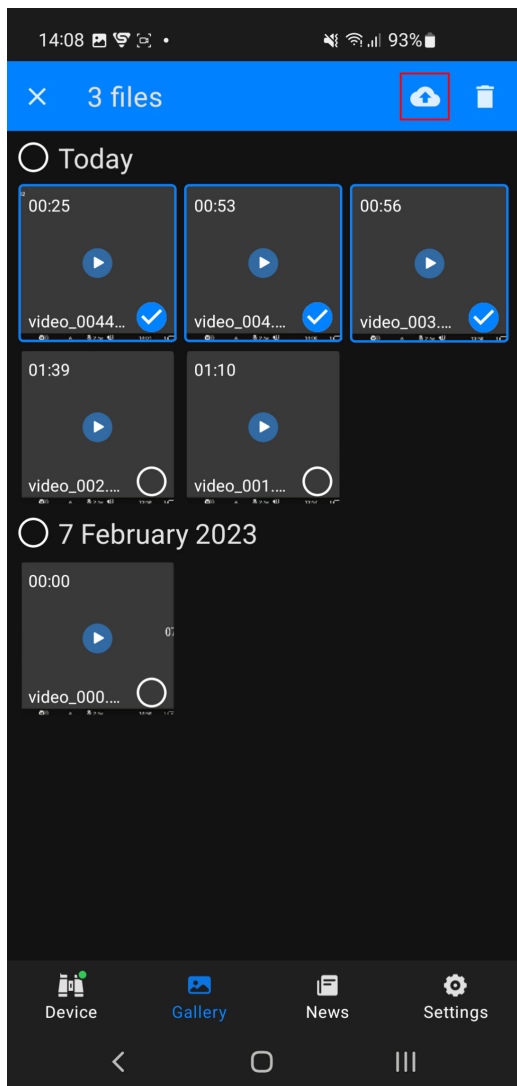 14:08 93%
3 files
Today
00:25 00:53 00:56
video_0044... video_004.... video_003....
01:39 01:10
video_002.... video_001....
7 February 2023
00:00
07
video_000....
Device Gallery News Settings